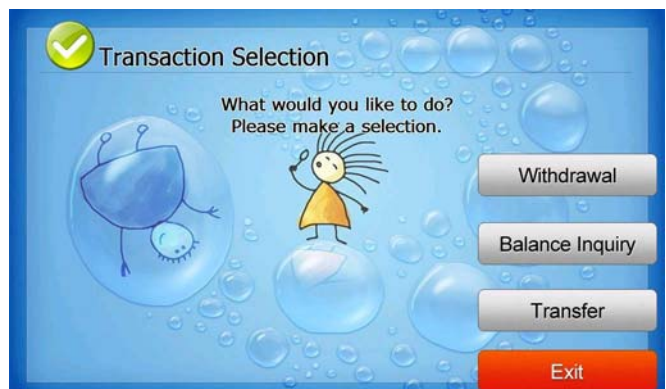 Transaction Selection
What would you like to do?
Please make a selection.
Withdrawal
Balance Inquiry
Transfer
Exit